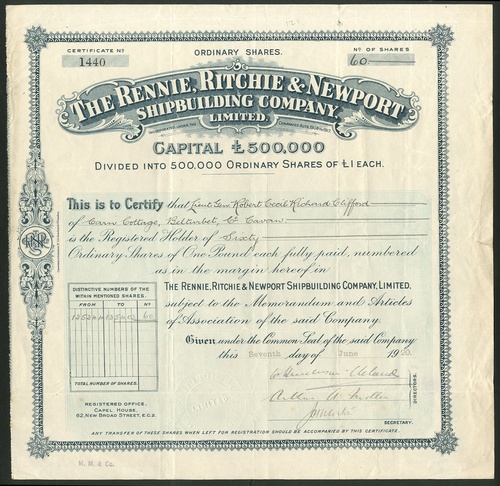 CERTIFICATE Nº
1440
ORDINARY SHARES.
Nº OF SHARES
60
THE RENNIE, RITCHIE & NEWPORT
SHIPBUILDING COMPANY,
LIMITED.
CAPITAL £500,000
DIVIDED INTO 500,000 ORDINARY SHARES OF £1 EACH.
This is to Certify that Lieut Gen Robert Cecil Richard Clifford
of Carn Cottage, Belturbet, Co Cavan
is the Registered Holder of Sixty
Ordinary Shares of One Pound each fully paid, numbered
as in the margin hereof in
THE RENNIE, RITCHIE & NEWPORT SHIPBUILDING COMPANY, LIMITED,
subject to the Memorandum and Articles
of Association of the said Company.
Given under the Common Seal of the said Company
this Seventh day of June 1920.
DISTINCTIVE NUMBERS OF THE
WITHIN MENTIONED SHARES.
FROM TO
60
TOTAL NUMBER OF SHARES
REGISTERED OFFICE
CAPEL HOUSE,
62, NEW BROAD STREET, E.C.2.
DIRECTORS.
SECRETARY.
ANY TRANSFER OF THESE SHARES WHEN LEFT FOR REGISTRATION SHOULD BE ACCOMPANIED BY THIS CERTIFICATE.
M. M. & Co.